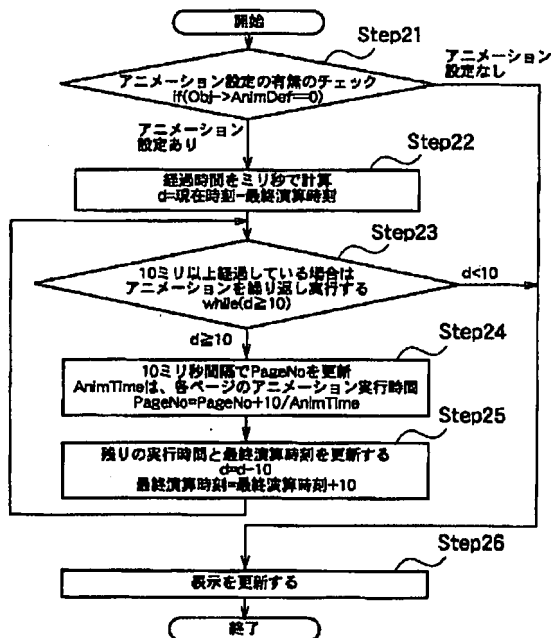 開始
Step21
アニメーション
設定なし
アニメーション設定の有無のチェック
if(Obj->AnimDef==0)
アニメーション
設定あり
Step22
経過時間をミリ秒で計算
d=現在時刻-最終演算時刻
Step23
10ミリ以上経過している場合は
アニメーションを繰り返し実行する
while(d≧10)
d<10
d≧10
Step24
10ミリ秒間隔でPageNoを更新
AnimTimeは、各ページのアニメーション実行時間
PageNo=PageNo+10/AnimTime
Step25
残りの実行時間と最終演算時刻を更新する
d=d-10
最終演算時刻=最終演算時刻+10
Step26
表示を更新する
終了